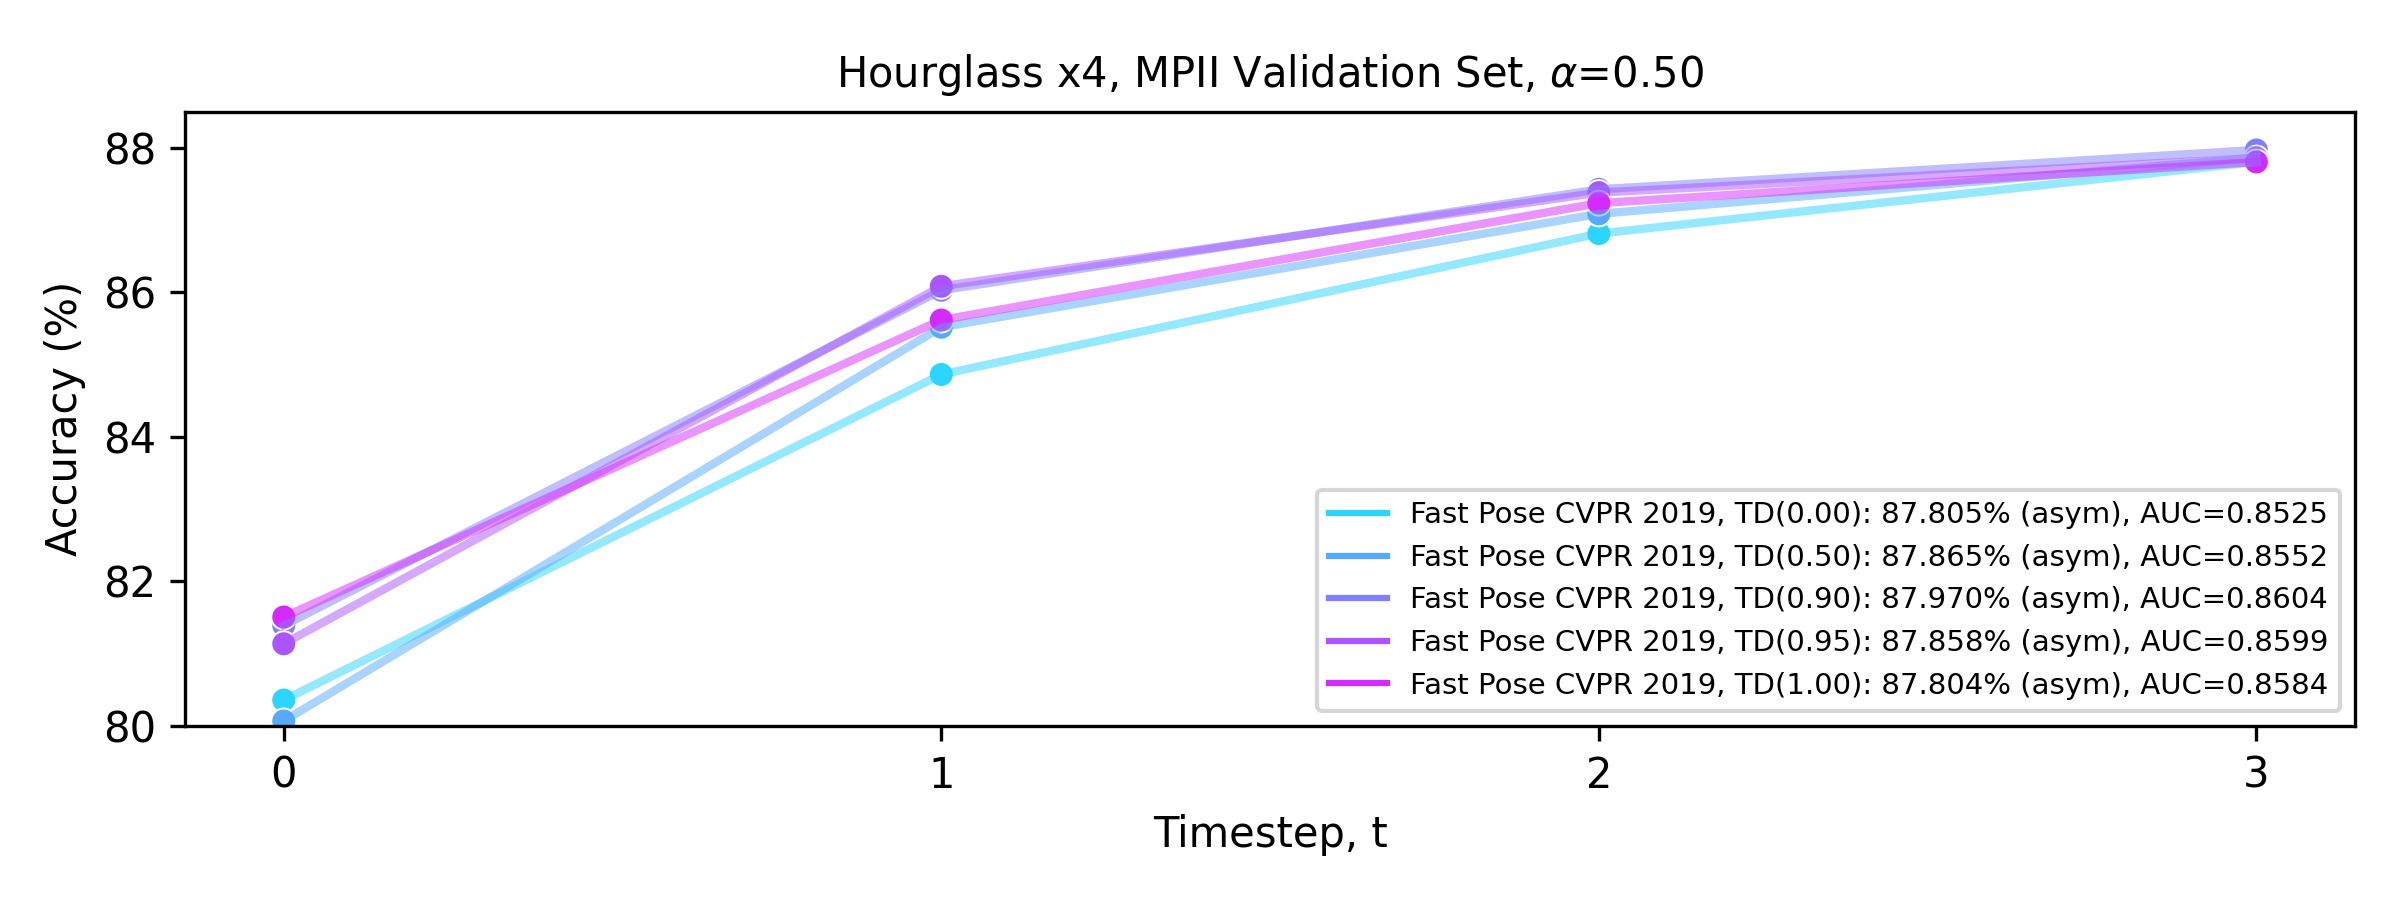 Hourglass x4, MPII Validation Set, α=0.50
Accuracy (%)
88
86
84
82
80
0 1 2 3
Timestep, t
Fast Pose CVPR 2019, TD(0.00): 87.805% (asym), AUC=0.8525
Fast Pose CVPR 2019, TD(0.50): 87.865% (asym), AUC=0.8552
Fast Pose CVPR 2019, TD(0.90): 87.970% (asym), AUC=0.8604
Fast Pose CVPR 2019, TD(0.95): 87.858% (asym), AUC=0.8599
Fast Pose CVPR 2019, TD(1.00): 87.804% (asym), AUC=0.8584